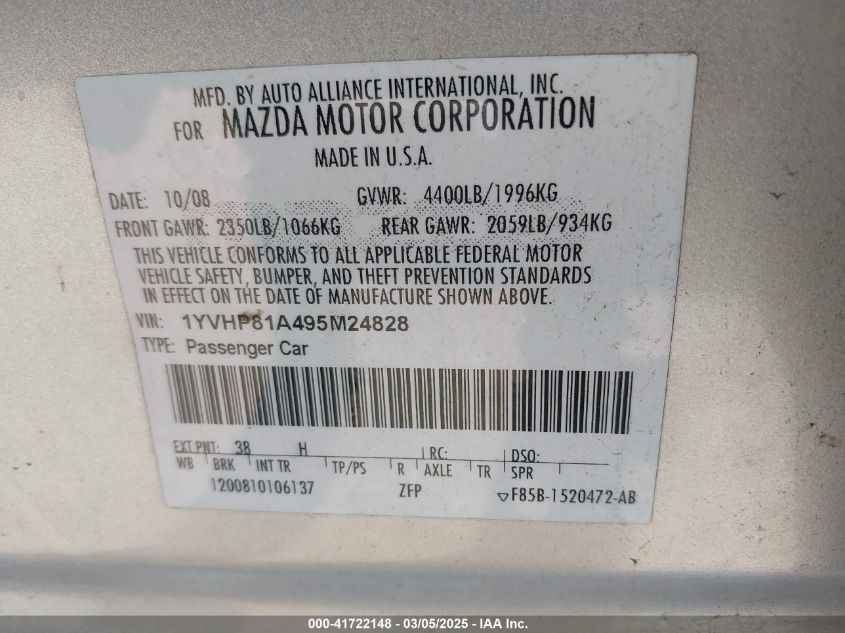 MFD. BY AUTO ALLIANCE INTERNATIONAL, INC.
FOR MAZDA MOTOR CORPORATION
MADE IN U.S.A.
DATE: 10/08 GVWR: 4400LB/1996KG
FRONT GAWR: 2350LB/1066KG REAR GAWR: 2059LB/934KG
THIS VEHICLE CONFORMS TO ALL APPLICABLE FEDERAL MOTOR
VEHICLE SAFETY, BUMPER, AND THEFT PREVENTION STANDARDS
IN EFFECT ON THE DATE OF MANUFACTURE SHOWN ABOVE.
VIN: 1YVHP81A495M24828
TYPE: Passenger Car
EXT PNT: 38 H RC: DSO:
WB BRK INT TR TP/PS R AXLE TR SPR
1200810106137 ZFP ▽F85B-1520472-AB
000-41722148 - 03/05/2025 - IAA Inc.